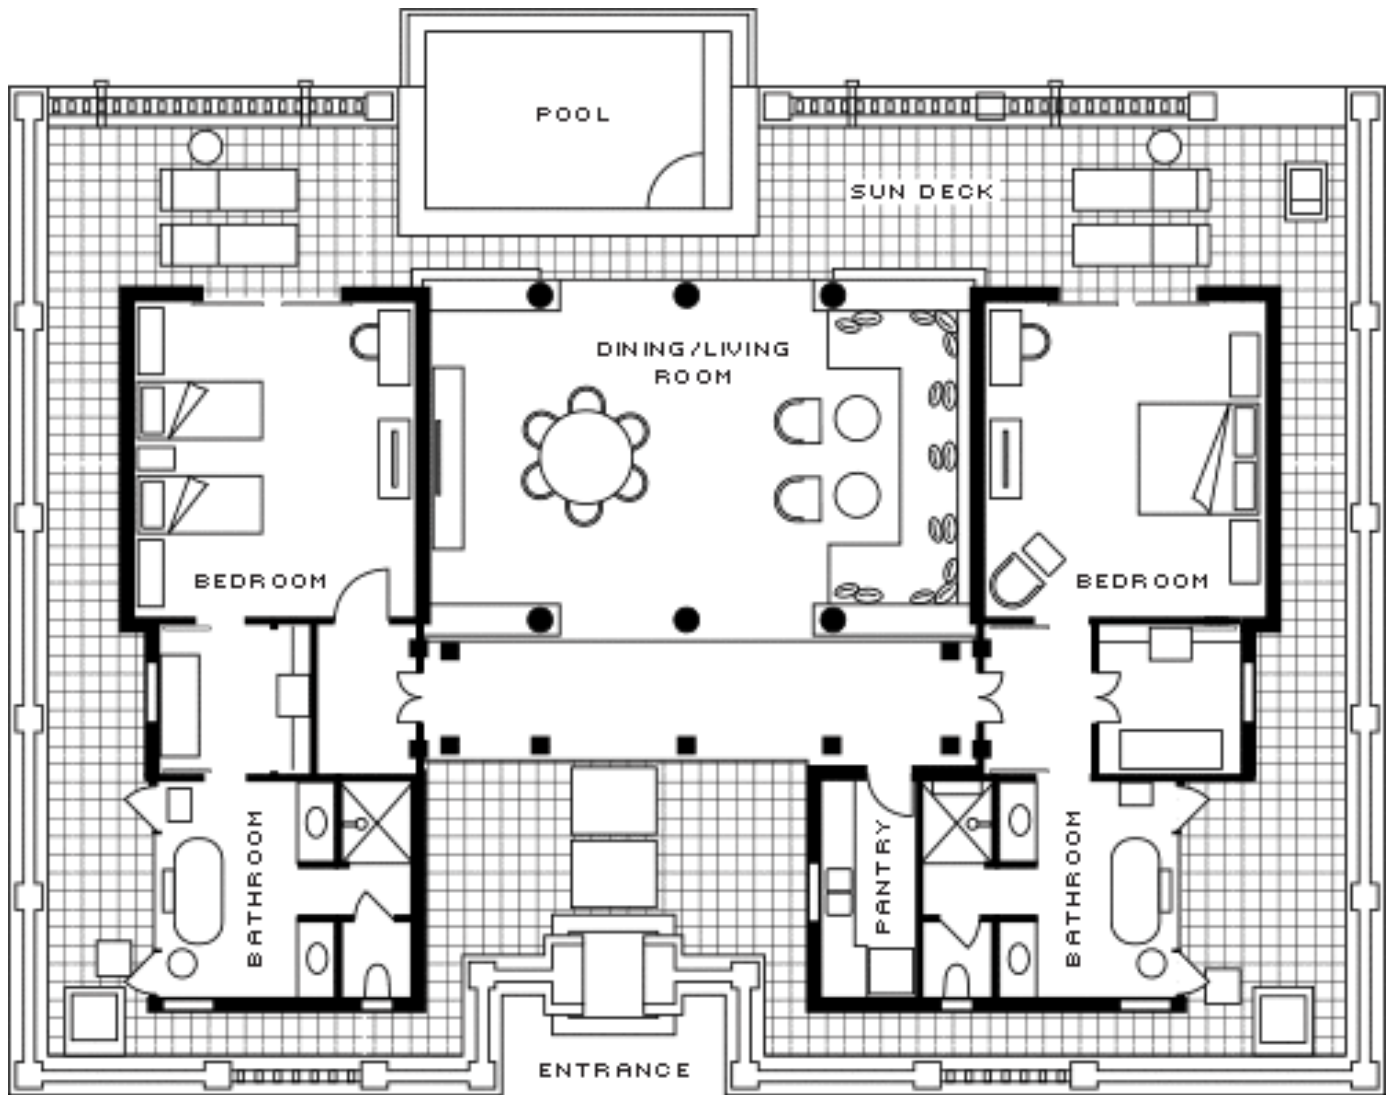 POOL
SUN DECK
DINING/LIVING
ROOM
BEDROOM
BEDROOM
BATHROOM
PANTRY
BATHROOM
ENTRANCE